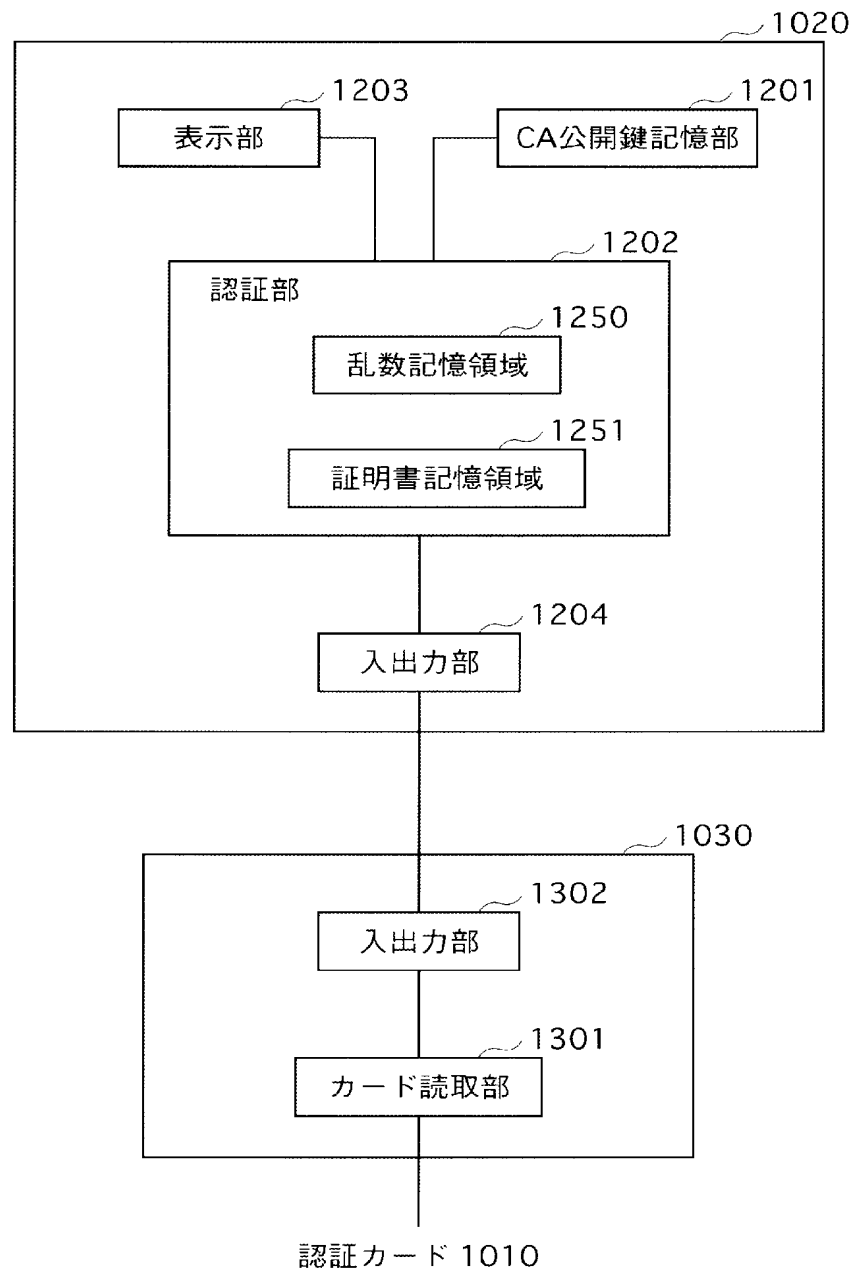 1020
1203
1201
表示部
CA公開鍵記憶部
1202
認証部
1250
乱数記憶領域
1251
証明書記憶領域
1204
入出力部
1030
1302
入出力部
1301
カード読取部
認証カード 1010